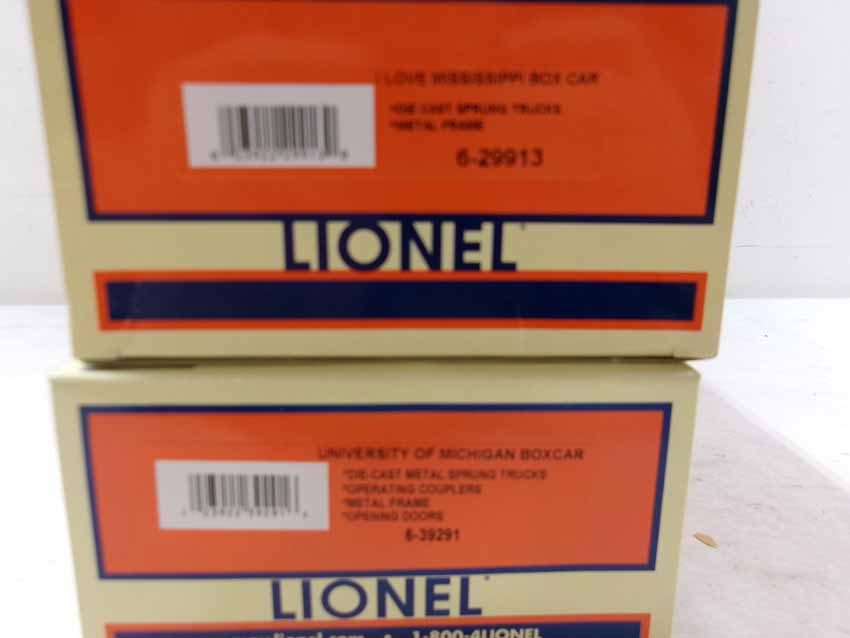 I LOVE MISSISSIPPI BOX CAR
*DIE CAST SPRUNG TRUCKS
*METAL FRAME
6-29913
LIONEL
UNIVERSITY OF MICHIGAN BOXCAR
*DIE-CAST METAL SPRUNG TRUCKS
*OPERATING COUPLERS
*METAL FRAME
*OPENING DOORS
6-39291
LIONEL
1-800-4LIONEL